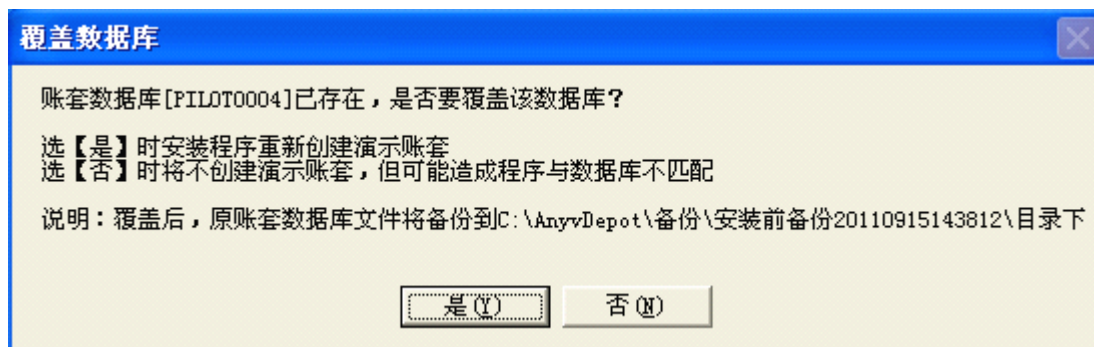 覆盖数据库
账套数据库[PILOT0004]已存在，是否要覆盖该数据库？
选【是】时安装程序重新创建演示账套
选【否】时将不创建演示账套，但可能造成程序与数据库不匹配
说明：覆盖后，原账套数据库文件将备份到C:\AnyvDepot\备份\安装前备份20110915143812\目录下
是(Y) 否(N)